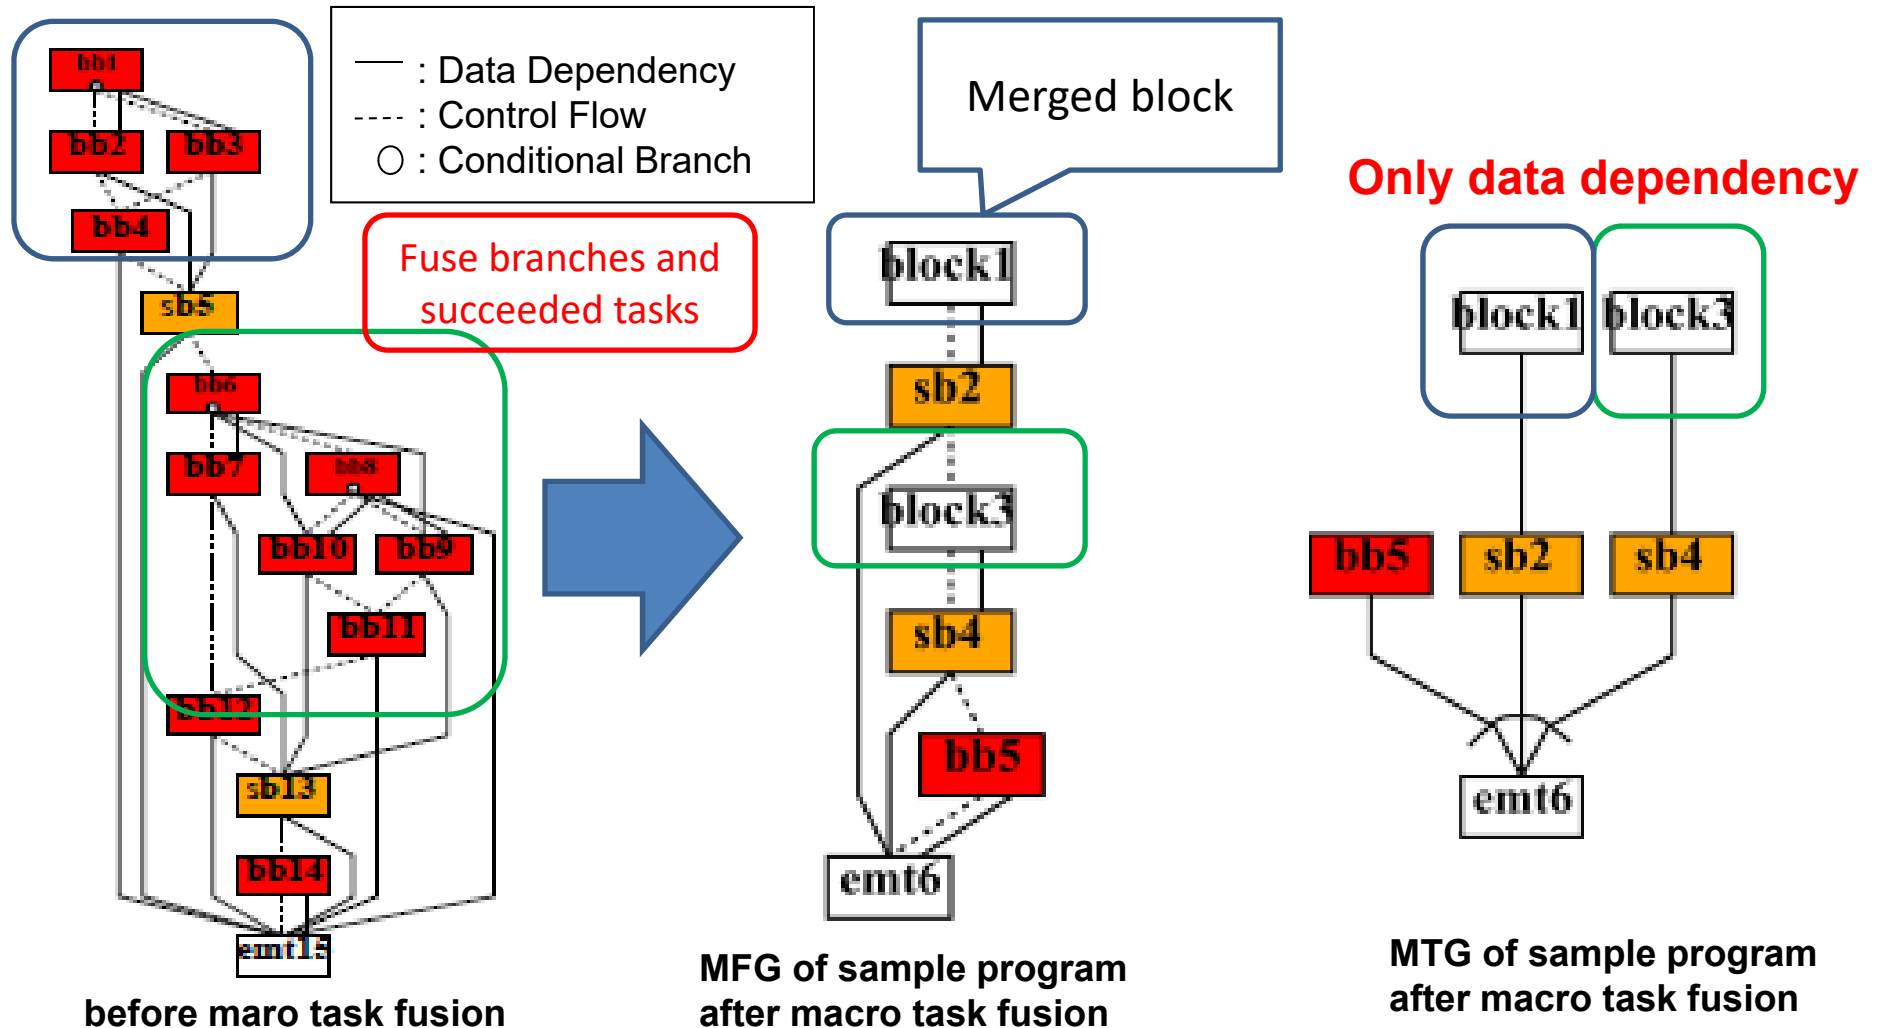 bb1
bb2
bb3
bb4
sb5
bb6
bb7
bb8
bb10
bb9
bb11
bb12
sb13
bb14
emt15
before maro task fusion
: Data Dependency
: Control Flow
: Conditional Branch
Fuse branches and
succeeded tasks
Merged block
block1
sb2
block3
sb4
bb5
emt6
MFG of sample program
after macro task fusion
Only data dependency
block1
block3
bb5
sb2
sb4
emt6
MTG of sample program
after macro task fusion